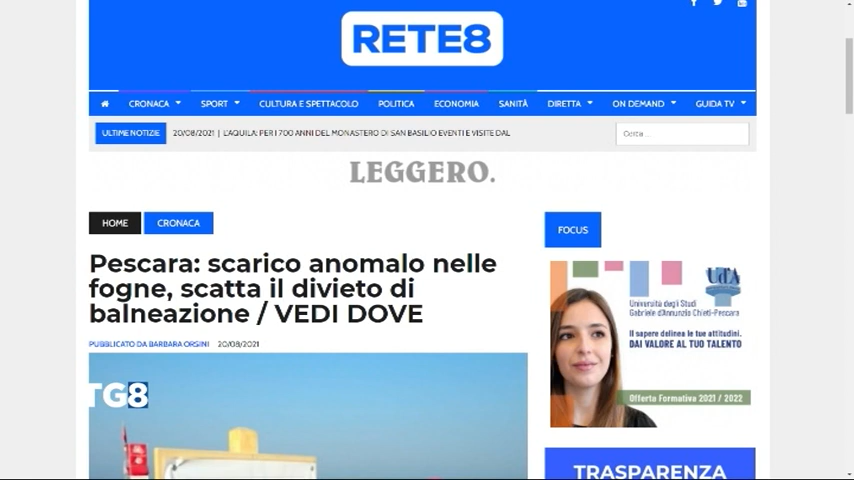 RETE8
CRONACA SPORT CULTURA E SPETTACOLO POLITICA ECONOMIA SANITÀ DIRETTA ON DEMAND GUIDA TV
ULTIME NOTIZIE 20/08/2021 | L'AQUILA: PER I 700 ANNI DEL MONASTERO DI SAN BASILIO EVENTI E VISITE DAL
Cerca ...
LEGGERO.
HOME CRONACA
Pescara: scarico anomalo nelle
fogne, scatta il divieto di
balneazione / VEDI DOVE
PUBBLICATO DA BARBARA ORSINI 20/08/2021
TG8
FOCUS
Ud'A
Università degli Studi
Gabriele d'Annunzio Chieti-Pescara
Il sapere delinea le tue attitudini.
DAI VALORE AL TUO TALENTO
Offerta Formativa 2021 / 2022
TRASPARENZA